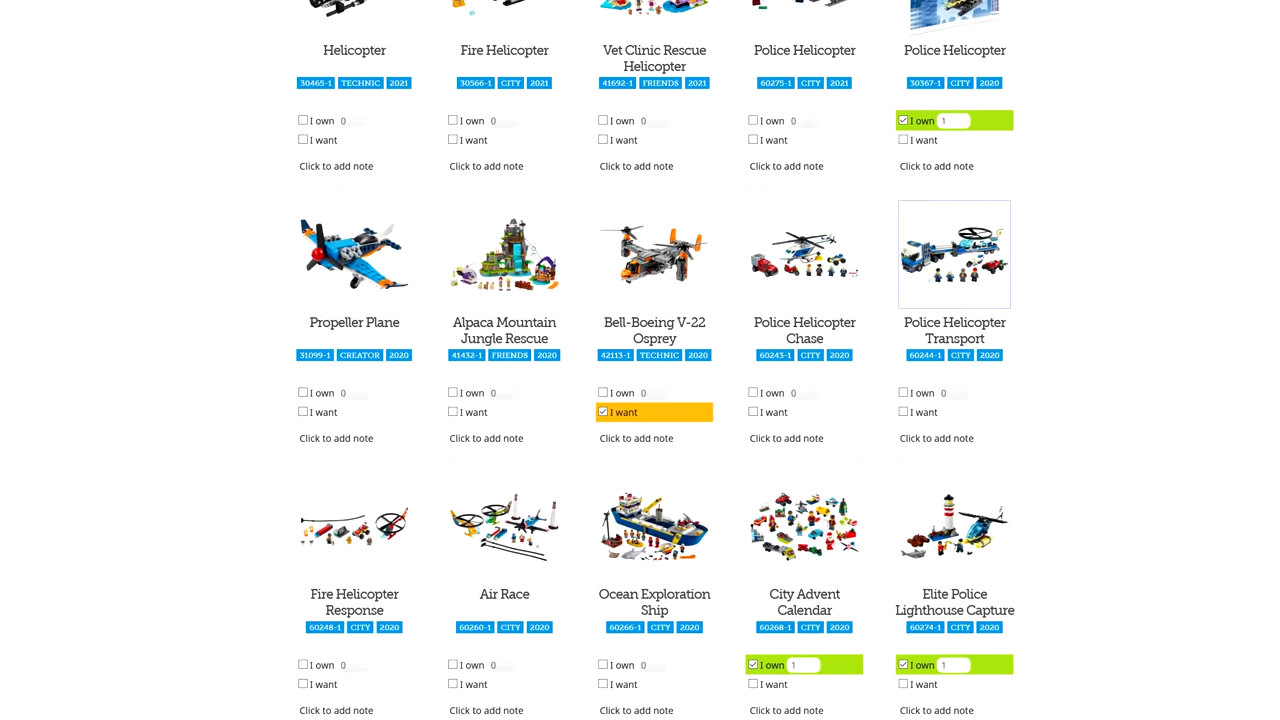 Helicopter
30465-1 TECHNIC 2021
I own 0
I want
Click to add note
Fire Helicopter
30566-1 CITY 2021
I own 0
I want
Click to add note
Vet Clinic Rescue
Helicopter
41692-1 FRIENDS 2021
I own 0
I want
Click to add note
Police Helicopter
60275-1 CITY 2021
I own 0
I want
Click to add note
Police Helicopter
30367-1 CITY 2020
I own 1
I want
Click to add note
Propeller Plane
31099-1 CREATOR 2020
I own 0
I want
Click to add note
Alpaca Mountain
Jungle Rescue
41432-1 FRIENDS 2020
I own 0
I want
Click to add note
Bell-Boeing V-22
Osprey
42113-1 TECHNIC 2020
I own 0
I want
Click to add note
Police Helicopter
Chase
60243-1 CITY 2020
I own 0
I want
Click to add note
Police Helicopter
Transport
60244-1 CITY 2020
I own 0
I want
Click to add note
Fire Helicopter
Response
60248-1 CITY 2020
I own 0
I want
Click to add note
Air Race
60260-1 CITY 2020
I own 0
I want
Click to add note
Ocean Exploration
Ship
60266-1 CITY 2020
I own 0
I want
Click to add note
City Advent
Calendar
60268-1 CITY 2020
I own 1
I want
Click to add note
Elite Police
Lighthouse Capture
60274-1 CITY 2020
I own 1
I want
Click to add note